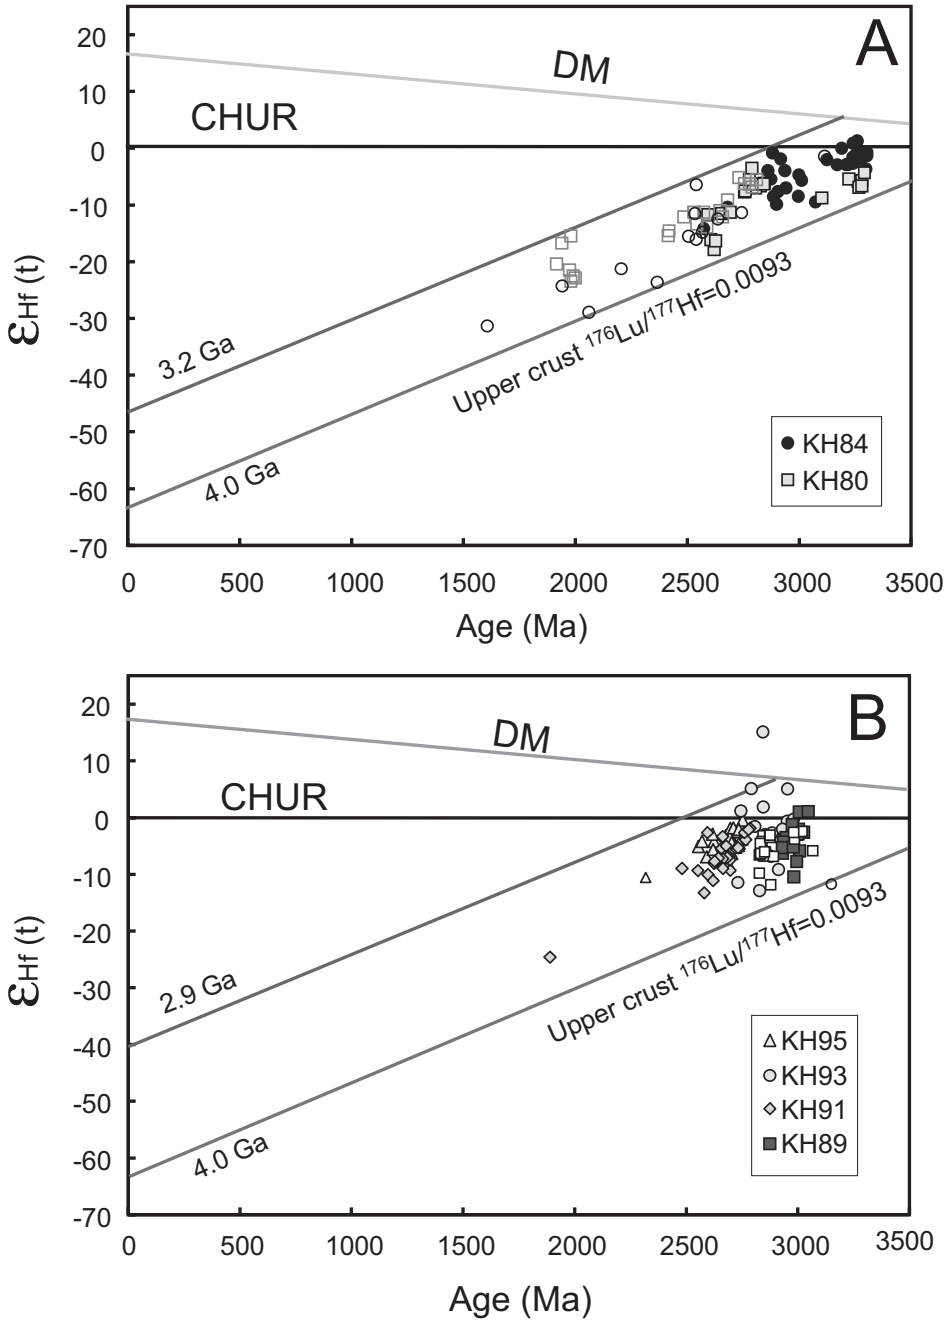 A
20
10
0
-10
-20
-30
-40
-50
-60
-70
DM
CHUR
εHf (t)
3.2 Ga
4.0 Ga
Upper crust 176Lu/177Hf=0.0093
KH84
KH80
0 500 1000 1500 2000 2500 3000 3500
Age (Ma)
B
20
10
0
-10
-20
-30
-40
-50
-60
-70
DM
CHUR
εHf (t)
2.9 Ga
4.0 Ga
Upper crust 176Lu/177Hf=0.0093
KH95
KH93
KH91
KH89
0 500 1000 1500 2000 2500 3000 3500
Age (Ma)